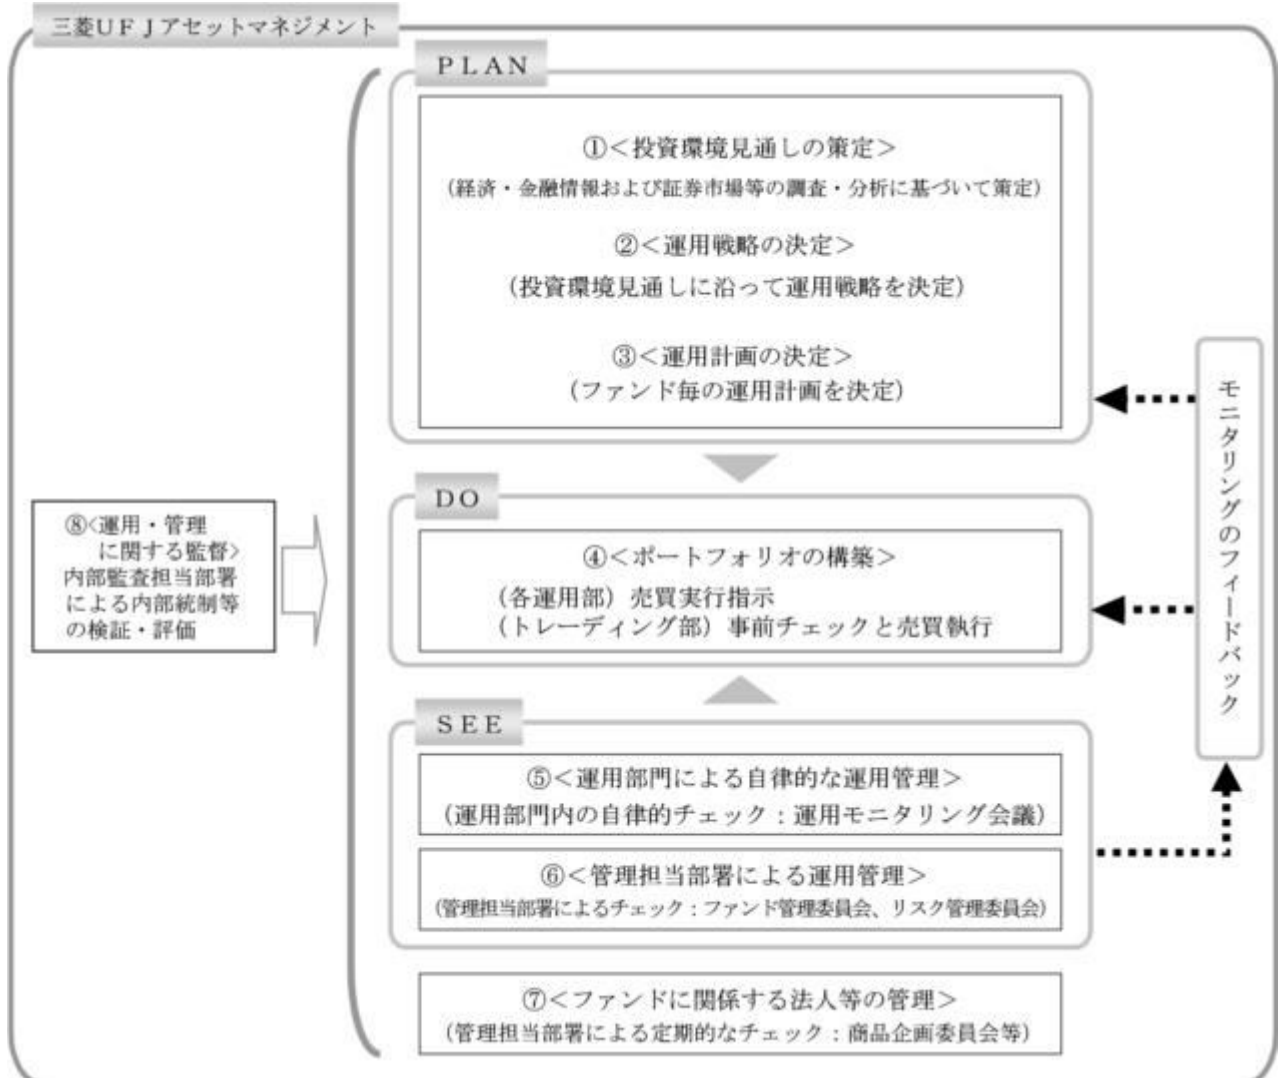 三菱ＵＦＪアセットマネジメント
ＰＬＡＮ
①＜投資環境見通しの策定＞
（経済・金融情報および証券市場等の調査・分析に基づいて策定）
②＜運用戦略の決定＞
（投資環境見通しに沿って運用戦略を決定）
③＜運用計画の決定＞
（ファンド毎の運用計画を決定）
ＤＯ
④＜ポートフォリオの構築＞
（各運用部）売買実行指示
（トレーディング部）事前チェックと売買執行
ＳＥＥ
⑤＜運用部門による自律的な運用管理＞
（運用部門内の自律的チェック：運用モニタリング会議）
⑥＜管理担当部署による運用管理＞
（管理担当部署によるチェック：ファンド管理委員会、リスク管理委員会）
⑦＜ファンドに関係する法人等の管理＞
（管理担当部署による定期的なチェック：商品企画委員会等）
⑧<運用・管理
に関する監督>
内部監査担当部署
による内部統制等
の検証・評価
モニタリングのフィードバック